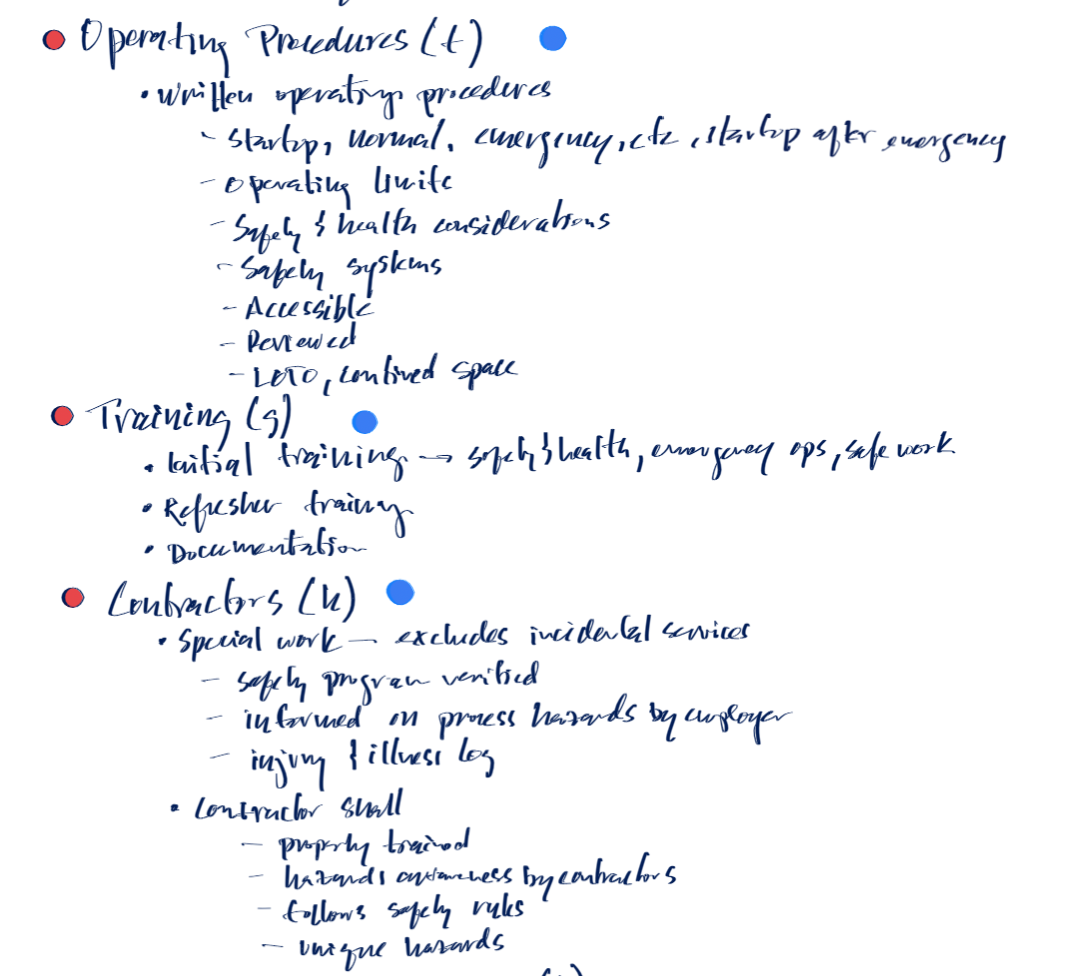 Operating Procedures (f)
• Written operating procedures
- Startup, normal, emergency, etc, startup after emergency
- Operating limits
- Safety & health considerations
- Safety systems
- Accessible
- Reviewed
- LOTO, confined space
Training (g)
• Initial training → safety & health, emergency ops, safe work
• Refresher training
• Documentation
Contractors (h)
• Special work — excludes incidental services
- safety program verified
- informed on process hazards by employer
- injury & illness log
• Contractor shall
- properly trained
- hazards awareness by contractors
- follows safety rules
- unique hazards